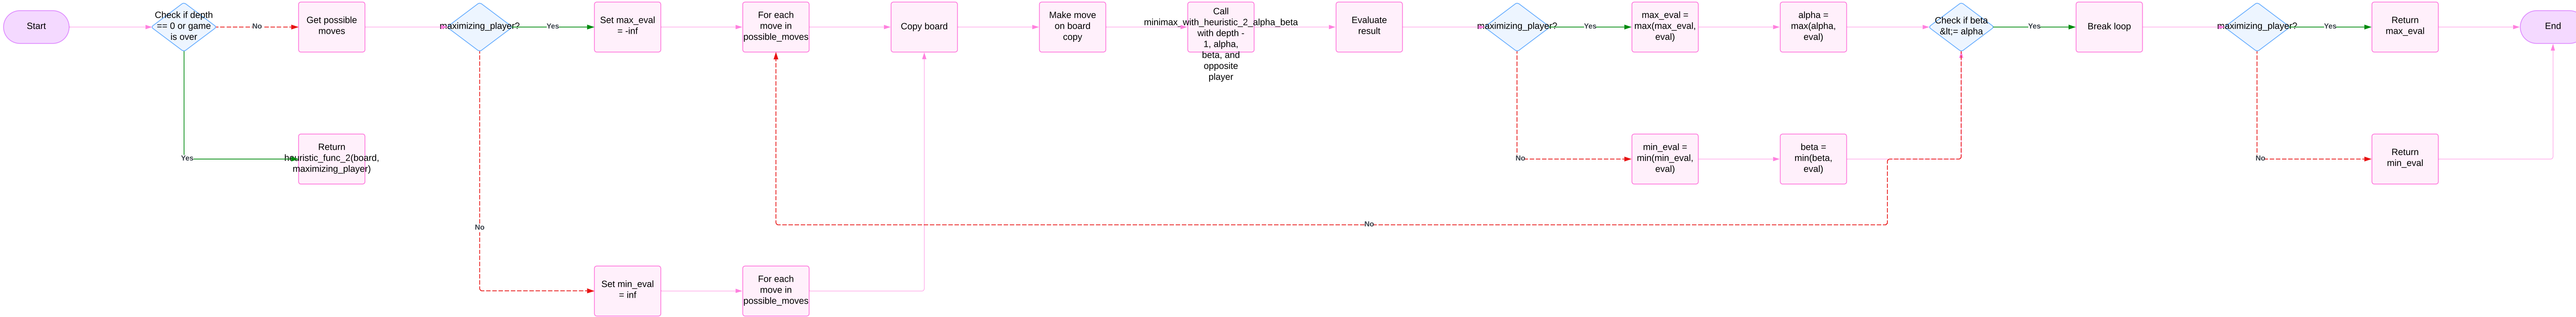 Start
Check if depth
== 0 or game
is over
No
Yes
Get possible
moves
Return
heuristic_func_2(board,
maximizing_player)
maximizing_player?
Yes
No
Set max_eval
= -inf
For each
move in
possible_moves
Set min_eval
= inf
For each
move in
possible_moves
Copy board
Make move
on board
copy
Call
minimax_with_heuristic_2_alpha_beta
with depth -
1, alpha,
beta, and
opposite
player
Evaluate
result
maximizing_player?
Yes
No
max_eval =
max(max_eval,
eval)
alpha =
max(alpha,
eval)
min_eval =
min(min_eval,
eval)
beta =
min(beta,
eval)
Check if beta
&lt;= alpha
Yes
No
Break loop
maximizing_player?
Yes
No
Return
max_eval
Return
min_eval
End